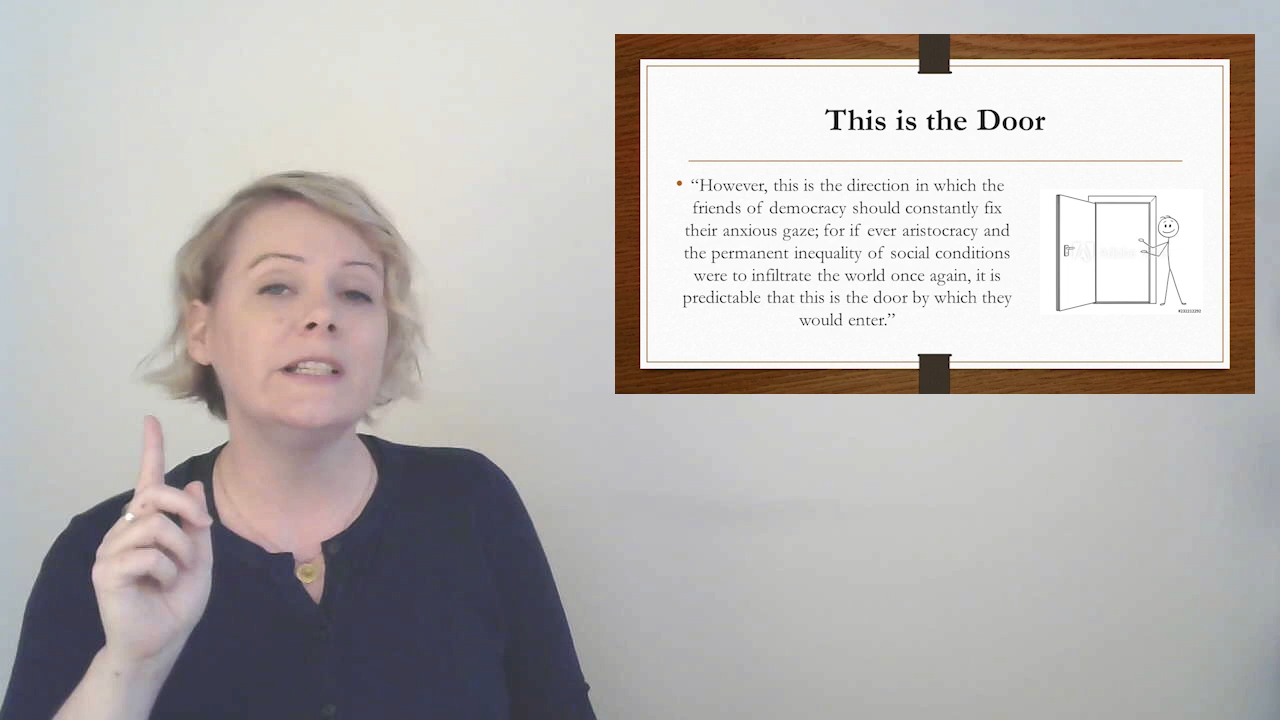 This is the Door
• “However, this is the direction in which the
friends of democracy should constantly fix
their anxious gaze; for if ever aristocracy and
the permanent inequality of social conditions
were to infiltrate the world once again, it is
predictable that this is the door by which they
would enter.”